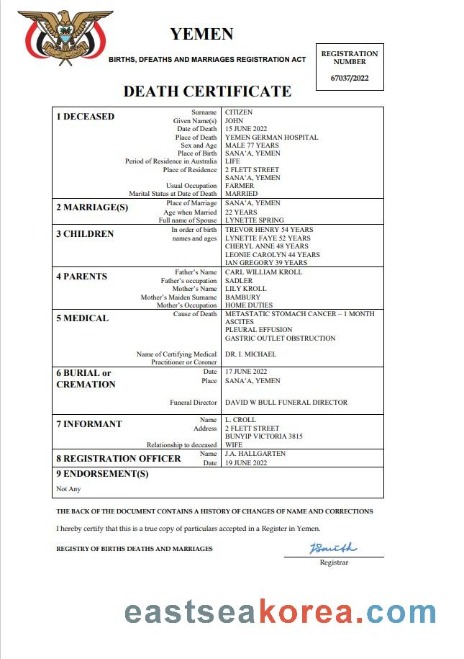 YEMEN
BIRTHS, DFEATHS AND MARRIAGES REGISTRATION ACT
REGISTRATION
NUMBER
67037/2022
DEATH CERTIFICATE
1 DECEASED
Surname CITIZEN
Given Name(s) JOHN
Date of Death 15 JUNE 2022
Place of Death YEMEN GERMAN HOSPITAL
Sex and Age MALE 77 YEARS
Place of Birth SANA'A, YEMEN
Period of Residence in Australia LIFE
Place of Residence 2 FLETT STREET
SANA'A, YEMEN
Usual Occupation FARMER
Marital Status at Date of Death MARRIED
2 MARRIAGE(S)
Place of Marriage SANA'A, YEMEN
Age when Married 22 YEARS
Full name of Spouse LYNETTE SPRING
3 CHILDREN
In order of birth TREVOR HENRY 54 YEARS
names and ages LYNETTE FAYE 52 YEARS
CHERYL ANNE 48 YEARS
LEONIE CAROLYN 44 YEARS
IAN GREGORY 39 YEARS
4 PARENTS
Father's Name CARL WILLIAM KROLL
Father's occupation SADLER
Mother's Name LILY KROLL
Mother's Maiden Surname BAMBURY
Mother's Occupation HOME DUTIES
5 MEDICAL
Cause of Death METASTATIC STOMACH CANCER – 1 MONTH
ASCITES
PLEURAL EFFUSION
GASTRIC OUTLET OBSTRUCTION
Name of Certifying Medical DR. I. MICHAEL
Practitioner or Coroner
6 BURIAL or
CREMATION
Date 17 JUNE 2022
Place SANA'A, YEMEN
Funeral Director DAVID W BULL FUNERAL DIRECTOR
7 INFORMANT
Name L. CROLL
Address 2 FLETT STREET
BUNYIP VICTORIA 3815
Relationship to deceased WIFE
8 REGISTRATION OFFICER
Name J.A. HALLGARTEN
Date 19 JUNE 2022
9 ENDORSEMENT(S)
Not Any
THE BACK OF THE DOCUMENT CONTAINS A HISTORY OF CHANGES OF NAME AND CORRECTIONS
I hereby certify that this is a true copy of particulars accepted in a Register in Yemen.
REGISTRY OF BIRTHS DEATHS AND MARRIAGES
JSmith
Registrar
eastseakorea.com